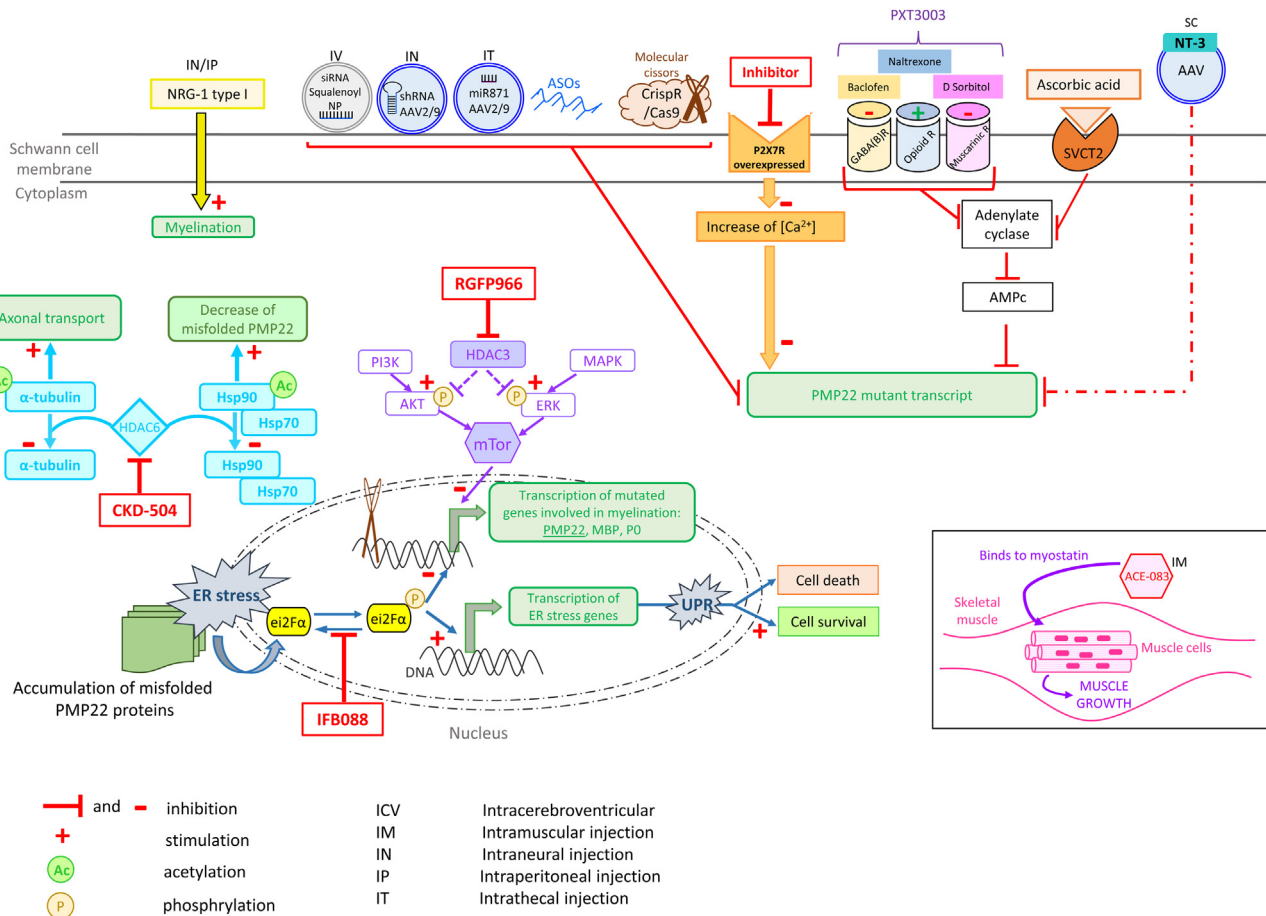 PXT3003
SC
NT-3
AAV
IN/IP
NRG-1 type I
IV
siRNA
Squalenoyl
NP
IN
shRNA
AAV2/9
IT
miR871
AAV2/9
ASOs
Molecular
cissors
CrispR
/Cas9
Inhibitor
Naltrexone
Baclofen
D Sorbitol
Ascorbic acid
- + -
GABA(B)R
Opioid R
Muscarinic R
SVCT2
P2X7R
overexpressed
Schwann cell
membrane
Cytoplasm
+
Myelination
-
Increase of [Ca²⁺]
Adenylate
cyclase
AMPc
-
PMP22 mutant transcript
RGFP966
HDAC3
PI3K
MAPK
+ P P +
AKT
ERK
mTor
-
Axonal transport
Decrease of
misfolded PMP22
+ +
Ac
α-tubulin
Hsp90
Ac
Hsp70
HDAC6
- -
α-tubulin
Hsp90
Hsp70
CKD-504
Transcription of mutated
genes involved in myelination:
PMP22, MBP, P0
ER stress
ei2Fα
ei2Fα
P
-
+
DNA
Transcription of
ER stress genes
UPR
Cell death
+
Cell survival
Accumulation of misfolded
PMP22 proteins
IFB088
Nucleus
Binds to myostatin
ACE-083
IM
Skeletal
muscle
Muscle cells
MUSCLE
GROWTH
and - inhibition
+ stimulation
Ac acetylation
P phosphrylation
ICV Intracerebroventricular
IM Intramuscular injection
IN Intraneural injection
IP Intraperitoneal injection
IT Intrathecal injection